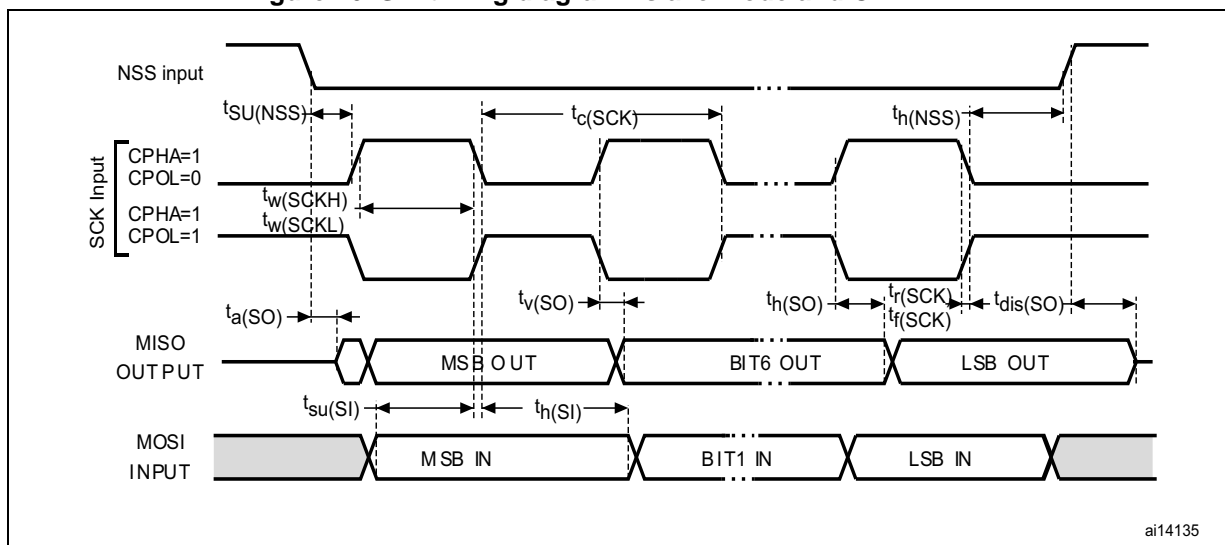 NSS input
tSU(NSS)
tc(SCK)
th(NSS)
SCK Input
CPHA=1
CPOL=0
tw(SCKH)
CPHA=1
tw(SCKL)
CPOL=1
ta(SO)
tv(SO)
th(SO)
tr(SCK)
tf(SCK)
tdis(SO)
MISO
OUTPUT
MSB OUT
BIT6 OUT
LSB OUT
tsu(SI)
th(SI)
MOSI
INPUT
MSB IN
BIT1 IN
LSB IN
ai14135